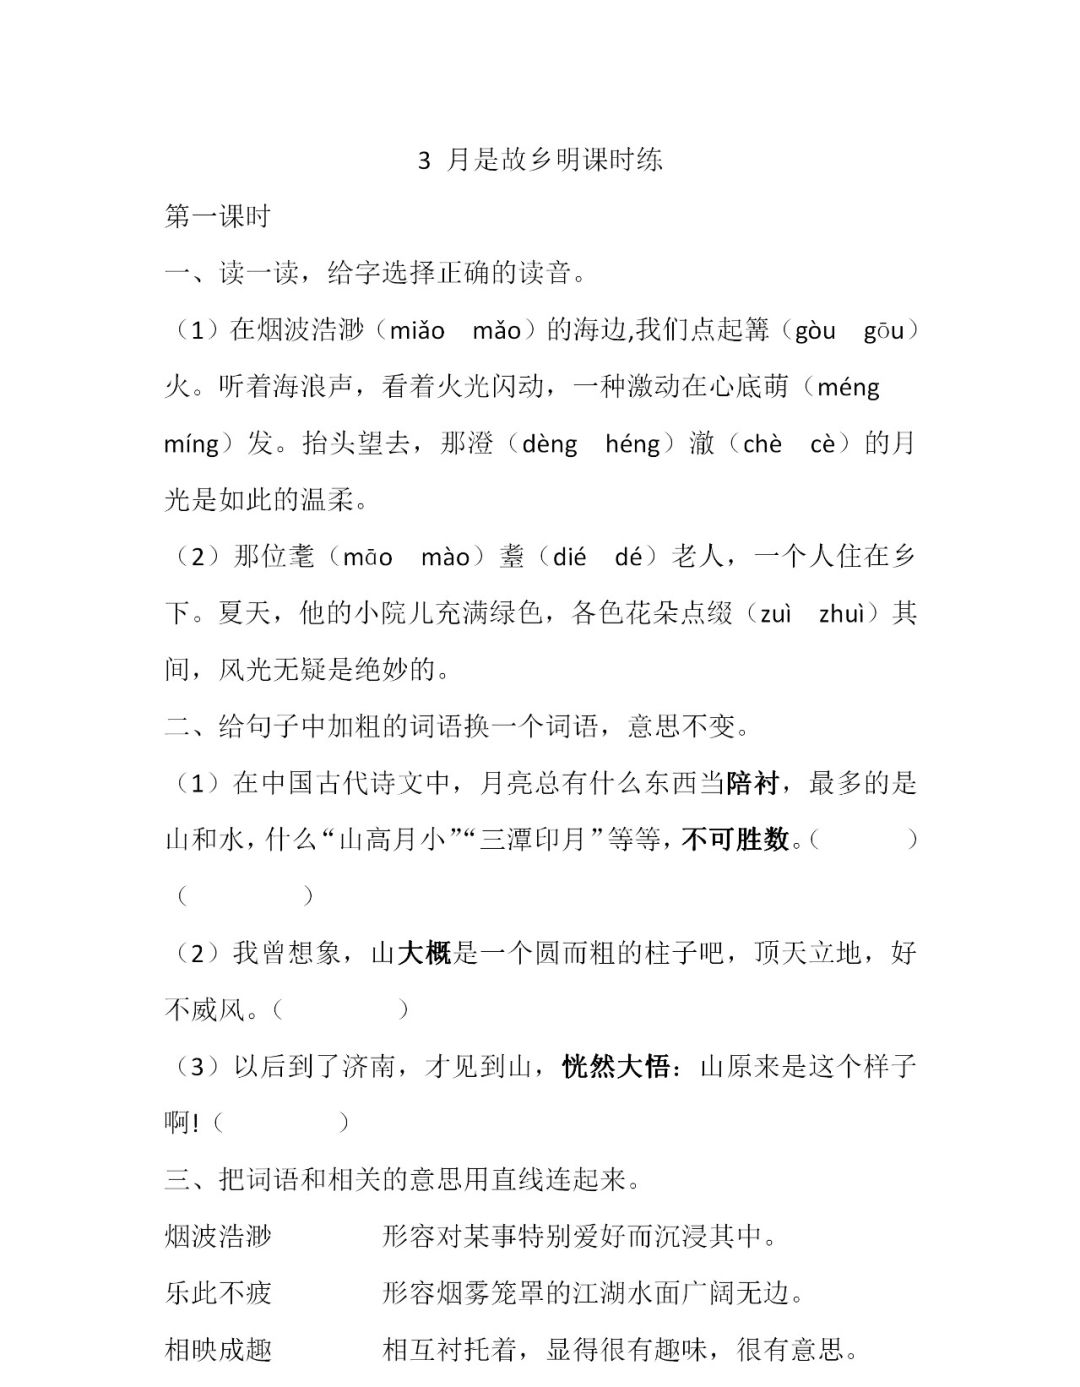 3 月是故乡明课时练
第一课时
一、读一读，给字选择正确的读音。
（1）在烟波浩渺（miǎo mǎo）的海边,我们点起篝（gòu gōu）
火。听着海浪声，看着火光闪动，一种激动在心底萌（méng
míng）发。抬头望去，那澄（dèng héng）澈（chè cè）的月
光是如此的温柔。
（2）那位耄（māo mào）耋（dié dé）老人，一个人住在乡
下。夏天，他的小院儿充满绿色，各色花朵点缀（zuì zhuì）其
间，风光无疑是绝妙的。
二、给句子中加粗的词语换一个词语，意思不变。
（1）在中国古代诗文中，月亮总有什么东西当陪衬，最多的是
山和水，什么“山高月小”“三潭印月”等等，不可胜数。（ ）
（ ）
（2）我曾想象，山大概是一个圆而粗的柱子吧，顶天立地，好
不威风。（ ）
（3）以后到了济南，才见到山，恍然大悟：山原来是这个样子
啊!（ ）
三、把词语和相关的意思用直线连起来。
烟波浩渺 形容对某事特别爱好而沉浸其中。
乐此不疲 形容烟雾笼罩的江湖水面广阔无边。
相映成趣 相互衬托着，显得很有趣味，很有意思。